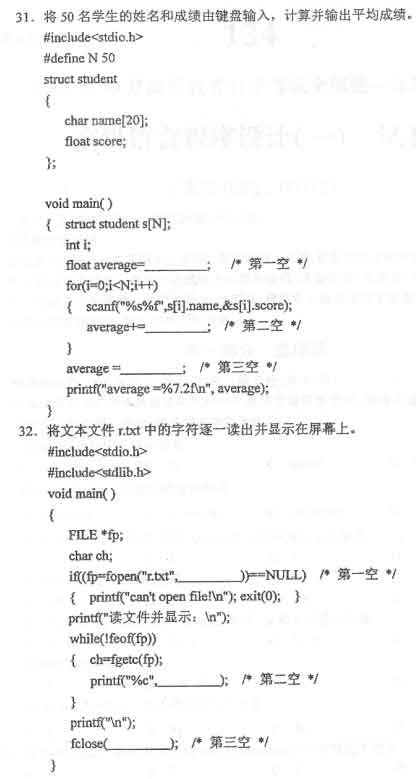 31. 将 50 名学生的姓名和成绩由键盘输入，计算并输出平均成绩。
#include<stdio.h>
#define N 50
struct student
{
char name[20];
float score;
};
void main( )
{ struct student s[N];
int i;
float average=________; /* 第一空 */
for(i=0;i<N;i++)
{ scanf("%s%f",s[i].name,&s[i].score);
average+=________; /* 第二空 */
}
average =________; /* 第三空 */
printf("average =%7.2f\n", average);
}
32. 将文本文件 r.txt 中的字符逐一读出并显示在屏幕上。
#include<stdio.h>
#include<stdlib.h>
void main( )
{
FILE *fp;
char ch;
if((fp=fopen("r.txt",________))==NULL) /* 第一空 */
{ printf("can't open file!\n"); exit(0); }
printf("读文件并显示：\n");
while(!feof(fp))
{ ch=fgetc(fp);
printf("%c",________); /* 第二空 */
}
printf("\n");
fclose(________); /* 第三空 */
}